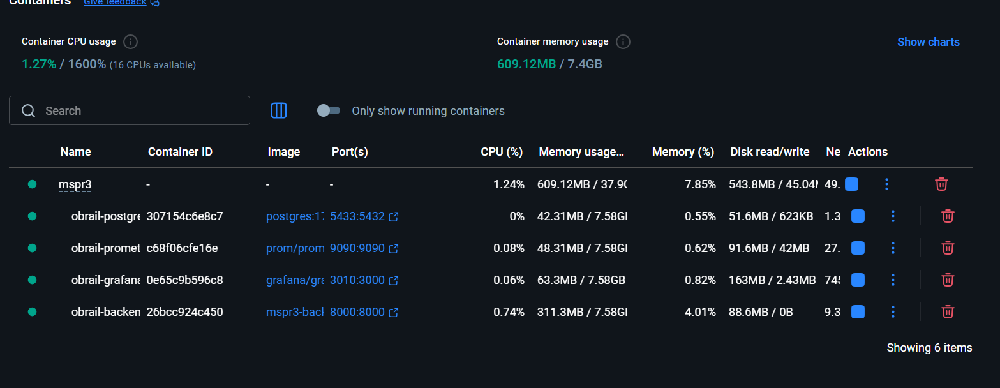 Containers Give feedback
Container CPU usage
1.27% / 1600% (16 CPUs available)
Container memory usage
609.12MB / 7.4GB
Show charts
Search
Only show running containers
Name Container ID Image Port(s) CPU (%) Memory usage... Memory (%) Disk read/write Ne Actions
mspr3 - - - 1.24% 609.12MB / 37.9 7.85% 543.8MB / 45.04 49.
obrail-postgre 307154c6e8c7 postgres:17 5433:5432 0% 42.31MB / 7.58G 0.55% 51.6MB / 623KB 1.3
obrail-promet c68f06cfe16e prom/prom 9090:9090 0.08% 48.31MB / 7.58G 0.62% 91.6MB / 42MB 27.
obrail-grafana 0e65c9b596c8 grafana/gra 3010:3000 0.06% 63.3MB / 7.58GB 0.82% 163MB / 2.43MB 745
obrail-backen 26bcc924c450 mspr3-back 8000:8000 0.74% 311.3MB / 7.58G 4.01% 88.6MB / 0B 9.3
Showing 6 items